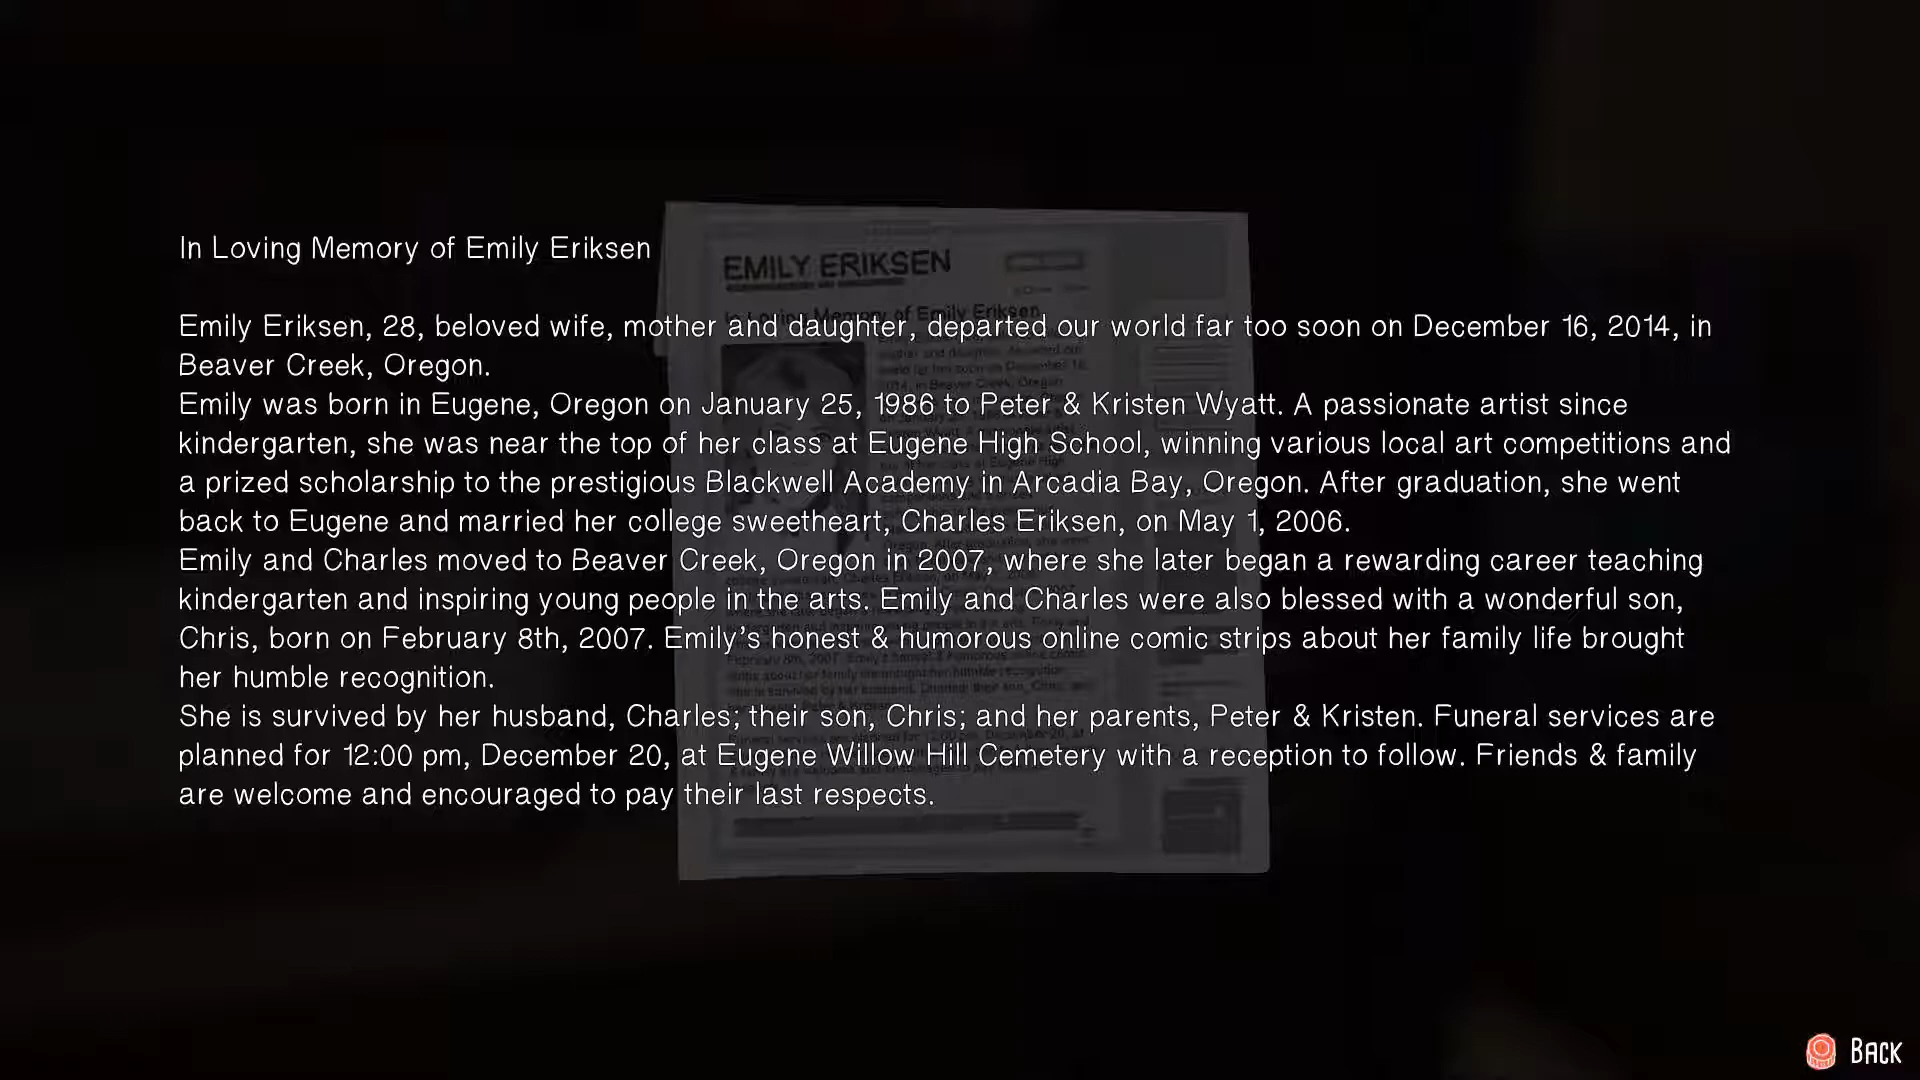 In Loving Memory of Emily Eriksen
EMILY ERIKSEN
Emily Eriksen, 28, beloved wife, mother and daughter, departed our world far too soon on December 16, 2014, in
Beaver Creek, Oregon.
Emily was born in Eugene, Oregon on January 25, 1986 to Peter & Kristen Wyatt. A passionate artist since
kindergarten, she was near the top of her class at Eugene High School, winning various local art competitions and
a prized scholarship to the prestigious Blackwell Academy in Arcadia Bay, Oregon. After graduation, she went
back to Eugene and married her college sweetheart, Charles Eriksen, on May 1, 2006.
Emily and Charles moved to Beaver Creek, Oregon in 2007, where she later began a rewarding career teaching
kindergarten and inspiring young people in the arts. Emily and Charles were also blessed with a wonderful son,
Chris, born on February 8th, 2007. Emily's honest & humorous online comic strips about her family life brought
her humble recognition.
She is survived by her husband, Charles; their son, Chris; and her parents, Peter & Kristen. Funeral services are
planned for 12:00 pm, December 20, at Eugene Willow Hill Cemetery with a reception to follow. Friends & family
are welcome and encouraged to pay their last respects.
BACK